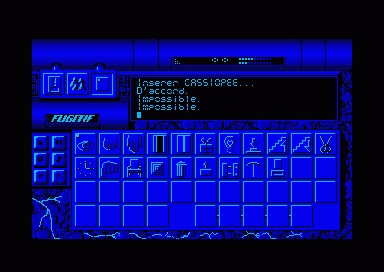 Inserer CASSIOPEE...
D'accord.
Impossible.
Impossible.
FUGITIF